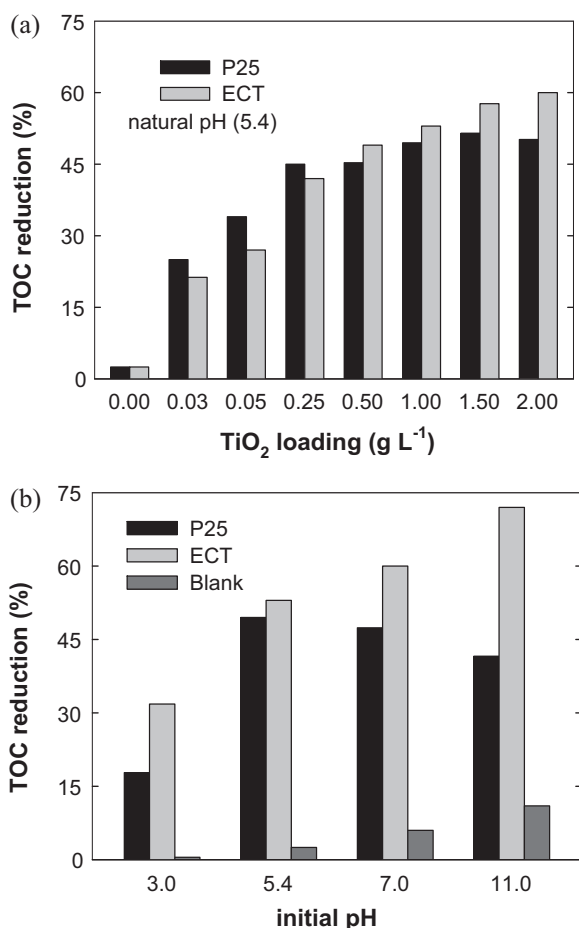 (a)
75
60
45
30
15
0
TOC reduction (%)
P25
ECT
natural pH (5.4)
0.00 0.03 0.05 0.25 0.50 1.00 1.50 2.00
TiO₂ loading (g L⁻¹)
(b)
75
60
45
30
15
0
TOC reduction (%)
P25
ECT
Blank
3.0 5.4 7.0 11.0
initial pH